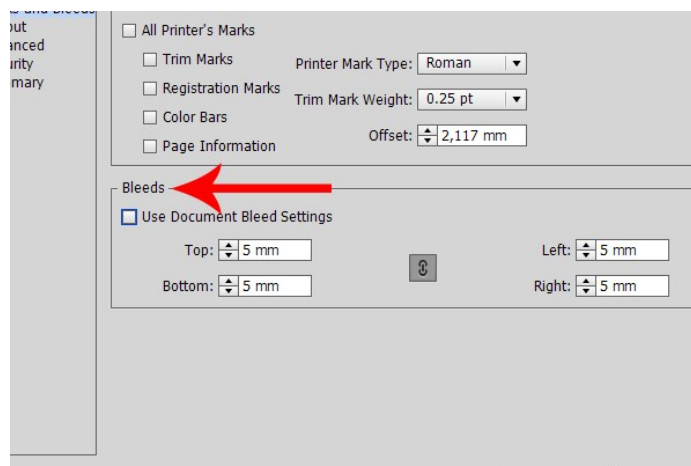 and Bleeds
anced
mary
All Printer's Marks
Trim Marks
Registration Marks
Color Bars
Page Information
Printer Mark Type: Roman
Trim Mark Weight: 0.25 pt
Offset: 2,117 mm
Bleeds
Use Document Bleed Settings
Top: 5 mm
Left: 5 mm
Bottom: 5 mm
Right: 5 mm